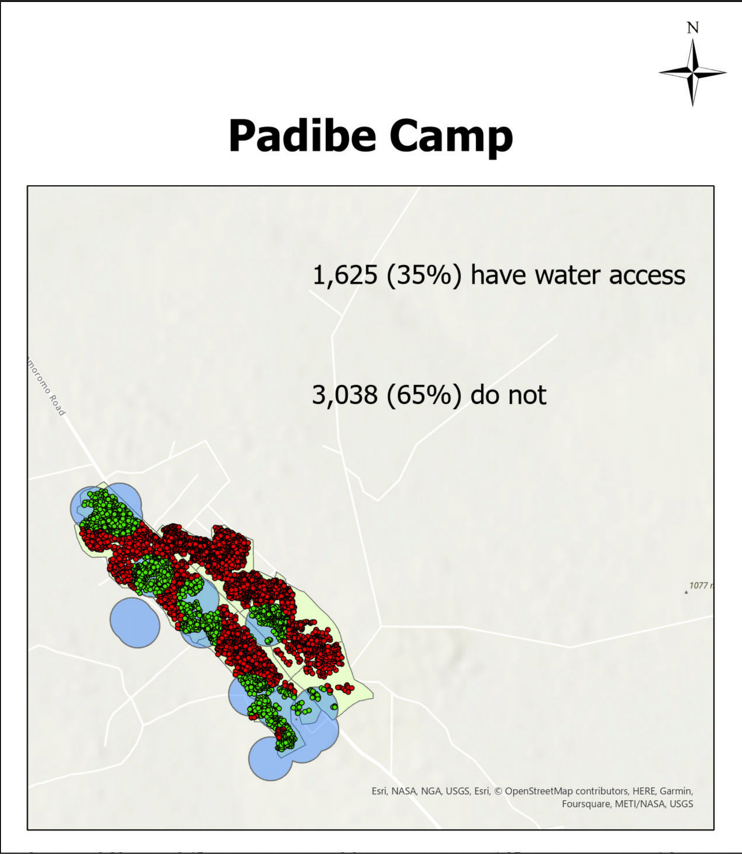 N
Padibe Camp
1,625 (35%) have water access
3,038 (65%) do not
moromo Road
1077
Esri, NASA, NGA, USGS, Esri, © OpenStreetMap contributors, HERE, Garmin,
Foursquare, METI/NASA, USGS